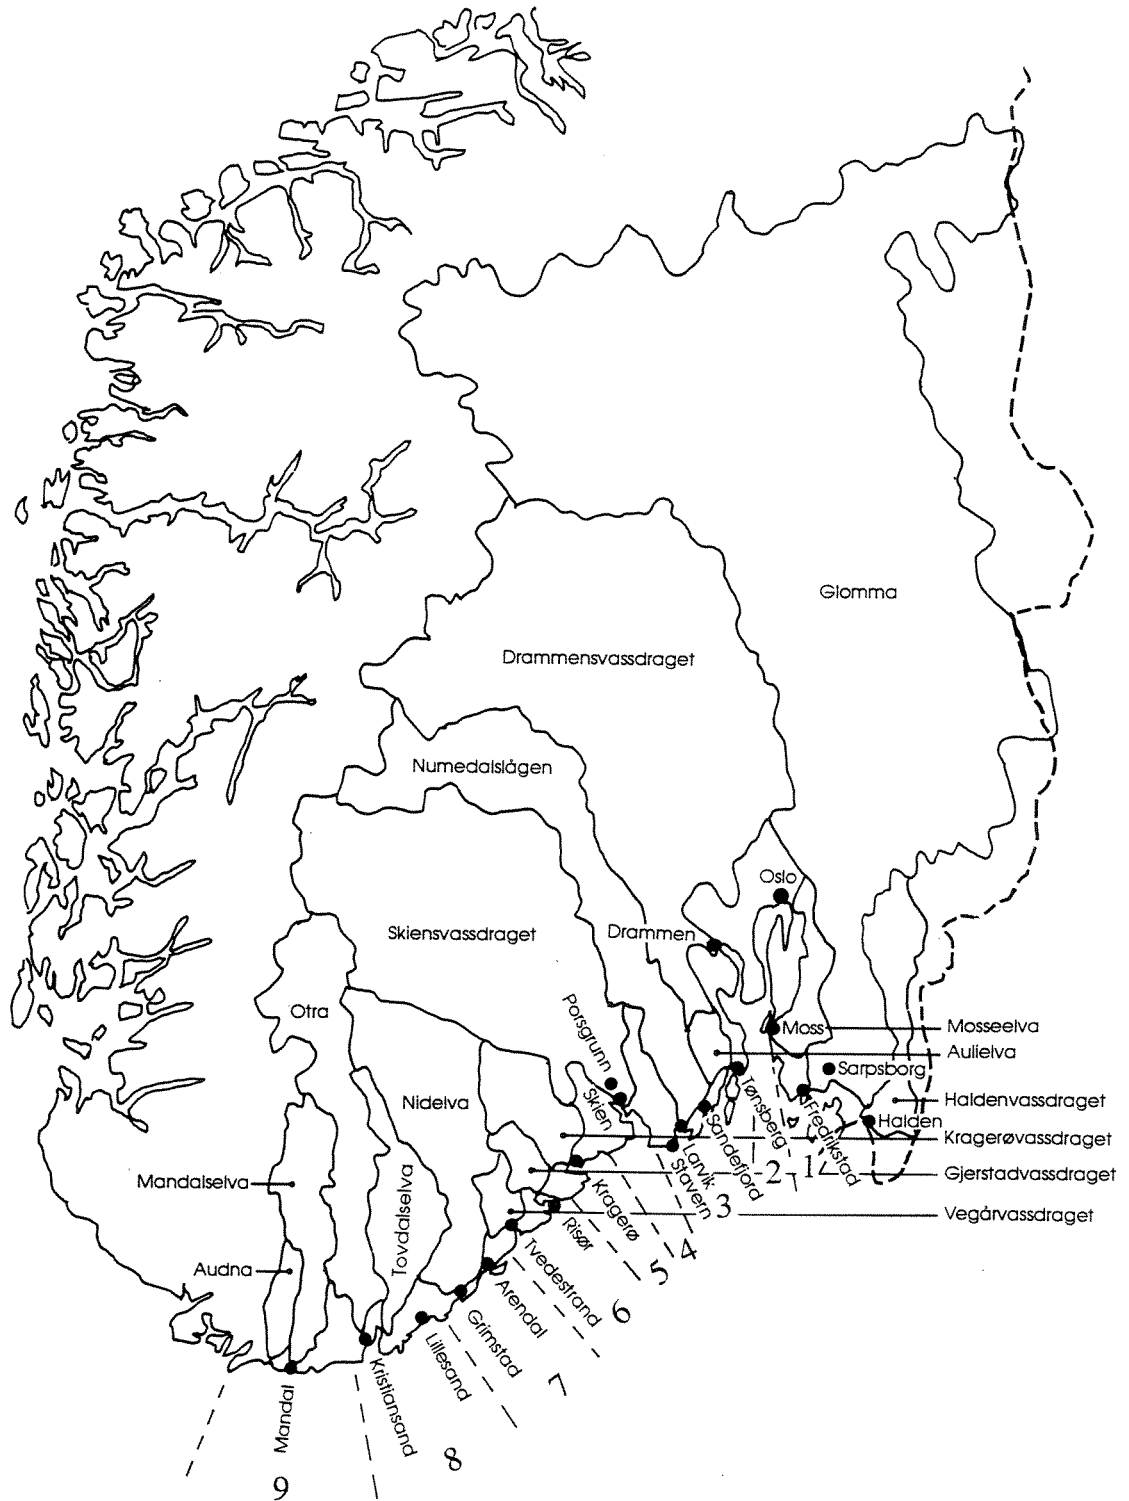 Glomma
Drammensvassdraget
Numedalslågen
Oslo
Skiensvassdraget
Drammen
Otra
Porsgrunn
Moss
Mosseelva
Aulielva
Sarpsborg
Skien
Nidelva
Tønsberg
Fredrikstad
Haldenvassdraget
Halden
Sandefjord
Kragerøvassdraget
Larvik
Stavern
Mandalselva
Tovdalselva
Gjerstadvassdraget
1
2
3
Kragerø
Vegårvassdraget
Risør
4
5
Audna
Tvedestrand
6
Arendal
Grimstad
7
Lillesand
Kristiansand
8
Mandal
9